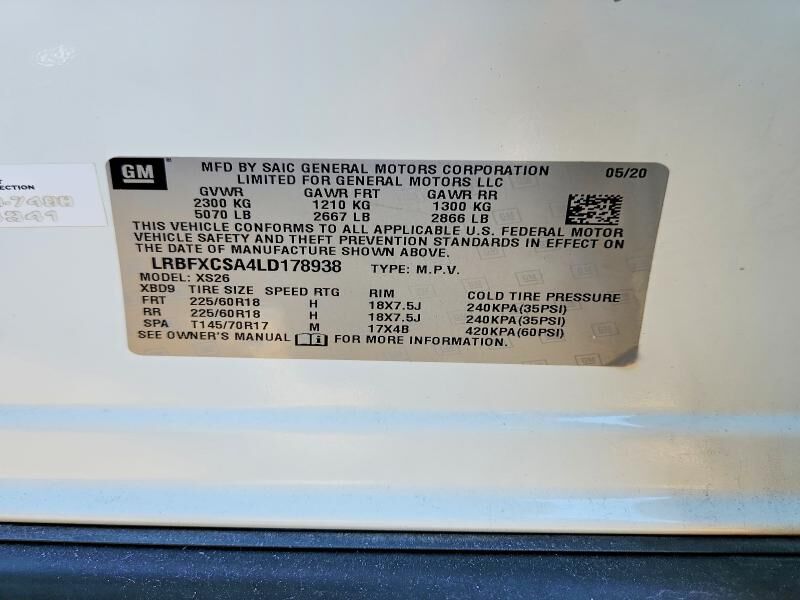 GM
MFD BY SAIC GENERAL MOTORS CORPORATION
LIMITED FOR GENERAL MOTORS LLC
05/20
GVWR GAWR FRT GAWR RR
2300 KG 1210 KG 1300 KG
5070 LB 2667 LB 2866 LB
THIS VEHICLE CONFORMS TO ALL APPLICABLE U.S. FEDERAL MOTOR
VEHICLE SAFETY AND THEFT PREVENTION STANDARDS IN EFFECT ON
THE DATE OF MANUFACTURE SHOWN ABOVE.
LRBFXCSA4LD178938 TYPE: M.P.V.
MODEL: XS26
XBD9 TIRE SIZE SPEED RTG RIM COLD TIRE PRESSURE
FRT 225/60R18 H 18X7.5J 240KPA(35PSI)
RR 225/60R18 H 18X7.5J 240KPA(35PSI)
SPA T145/70R17 M 17X4B 420KPA(60PSI)
SEE OWNER'S MANUAL FOR MORE INFORMATION